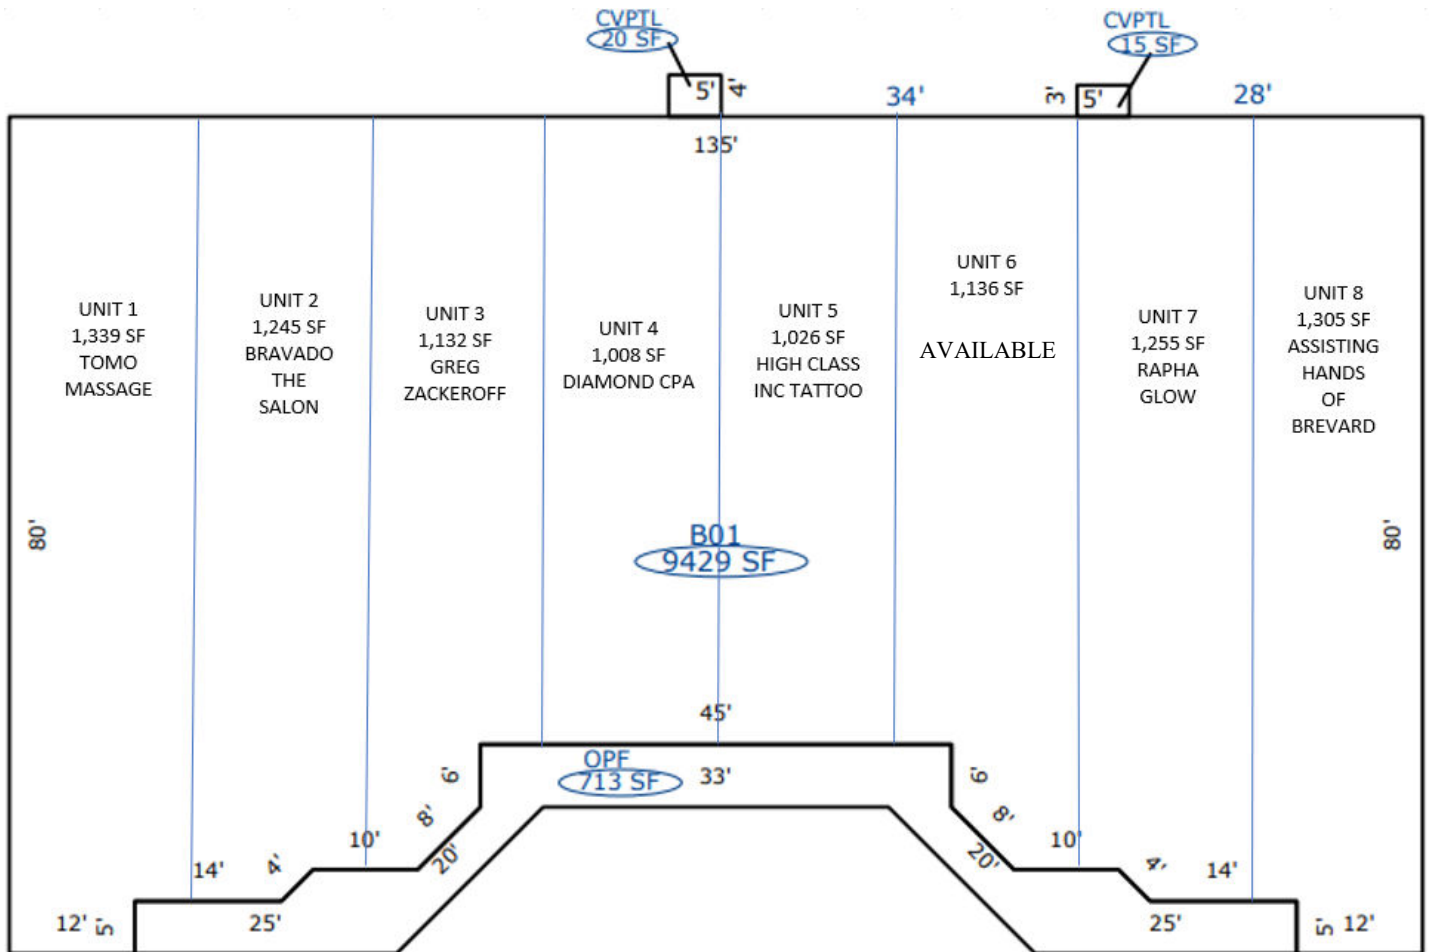 CVPTL
20 SF
CVPTL
15 SF
5'
4'
34'
3'
5'
28'
135'
UNIT 1
1,339 SF
TOMO
MASSAGE
UNIT 2
1,245 SF
BRAVADO
THE
SALON
UNIT 3
1,132 SF
GREG
ZACKEROFF
UNIT 4
1,008 SF
DIAMOND CPA
UNIT 5
1,026 SF
HIGH CLASS
INC TATTOO
UNIT 6
1,136 SF
AVAILABLE
UNIT 7
1,255 SF
RAPHA
GLOW
UNIT 8
1,305 SF
ASSISTING
HANDS
OF
BREVARD
80'
B01
9429 SF
80'
45'
OPF
713 SF
33'
6'
6'
8'
8'
10'
20'
20'
10'
14'
4'
4'
14'
12'
5'
25'
25'
5'
12'